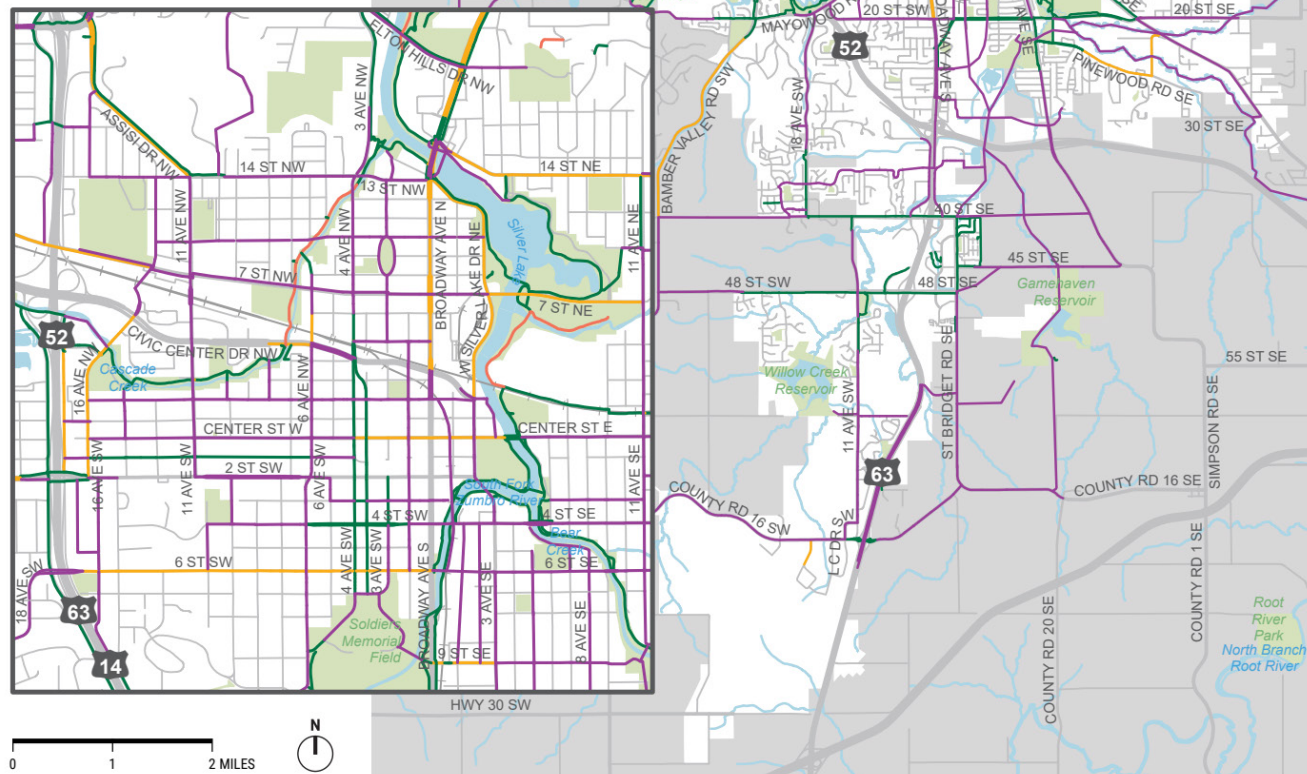 ELTON HILLS DR NW
3 AVE NW
ASSISI DR NW
14 ST NW
14 ST NE
13 ST NW
11 AVE NW
4 AVE NW
BROADWAY AVE N
Silver Lake
11 AVE NE
7 ST NW
W SILVER LAKE DR NE
7 ST NE
52
CIVIC CENTER DR NW
Cascade
Creek
16 AVE NW
6 AVE NW
CENTER ST W
CENTER ST E
2 ST SW
16 AVE SW
11 AVE SW
6 AVE SW
South Fork
Zumbro River
11 AVE SE
4 ST SW
4 ST SE
Bear
Creek
6 ST SW
6 ST SE
18 AVE SW
4 AVE SW
3 AVE SW
BROADWAY AVE S
3 AVE SE
8 AVE SE
63
Soldiers
Memorial
Field
9 ST SE
14
MAYOWOOD R
20 ST SW
OADWAY AVE S
AVE SE
SE
20 ST SE
52
PINEWOOD RD SE
BAMBER VALLEY RD SW
18 AVE SW
30 ST SE
40 ST SE
45 ST SE
48 ST SW
48 ST SE
Gamehaven
Reservoir
Willow Creek
Reservoir
11 AVE SW
ST BRIDGET RD SE
55 ST SE
SIMPSON RD SE
63
COUNTY RD 16 SW
COUNTY RD 16 SE
L C DR SW
COUNTY RD 1 SE
COUNTY RD 20 SE
Root
River
Park
North Branch
Root River
HWY 30 SW
N
0 1 2 MILES